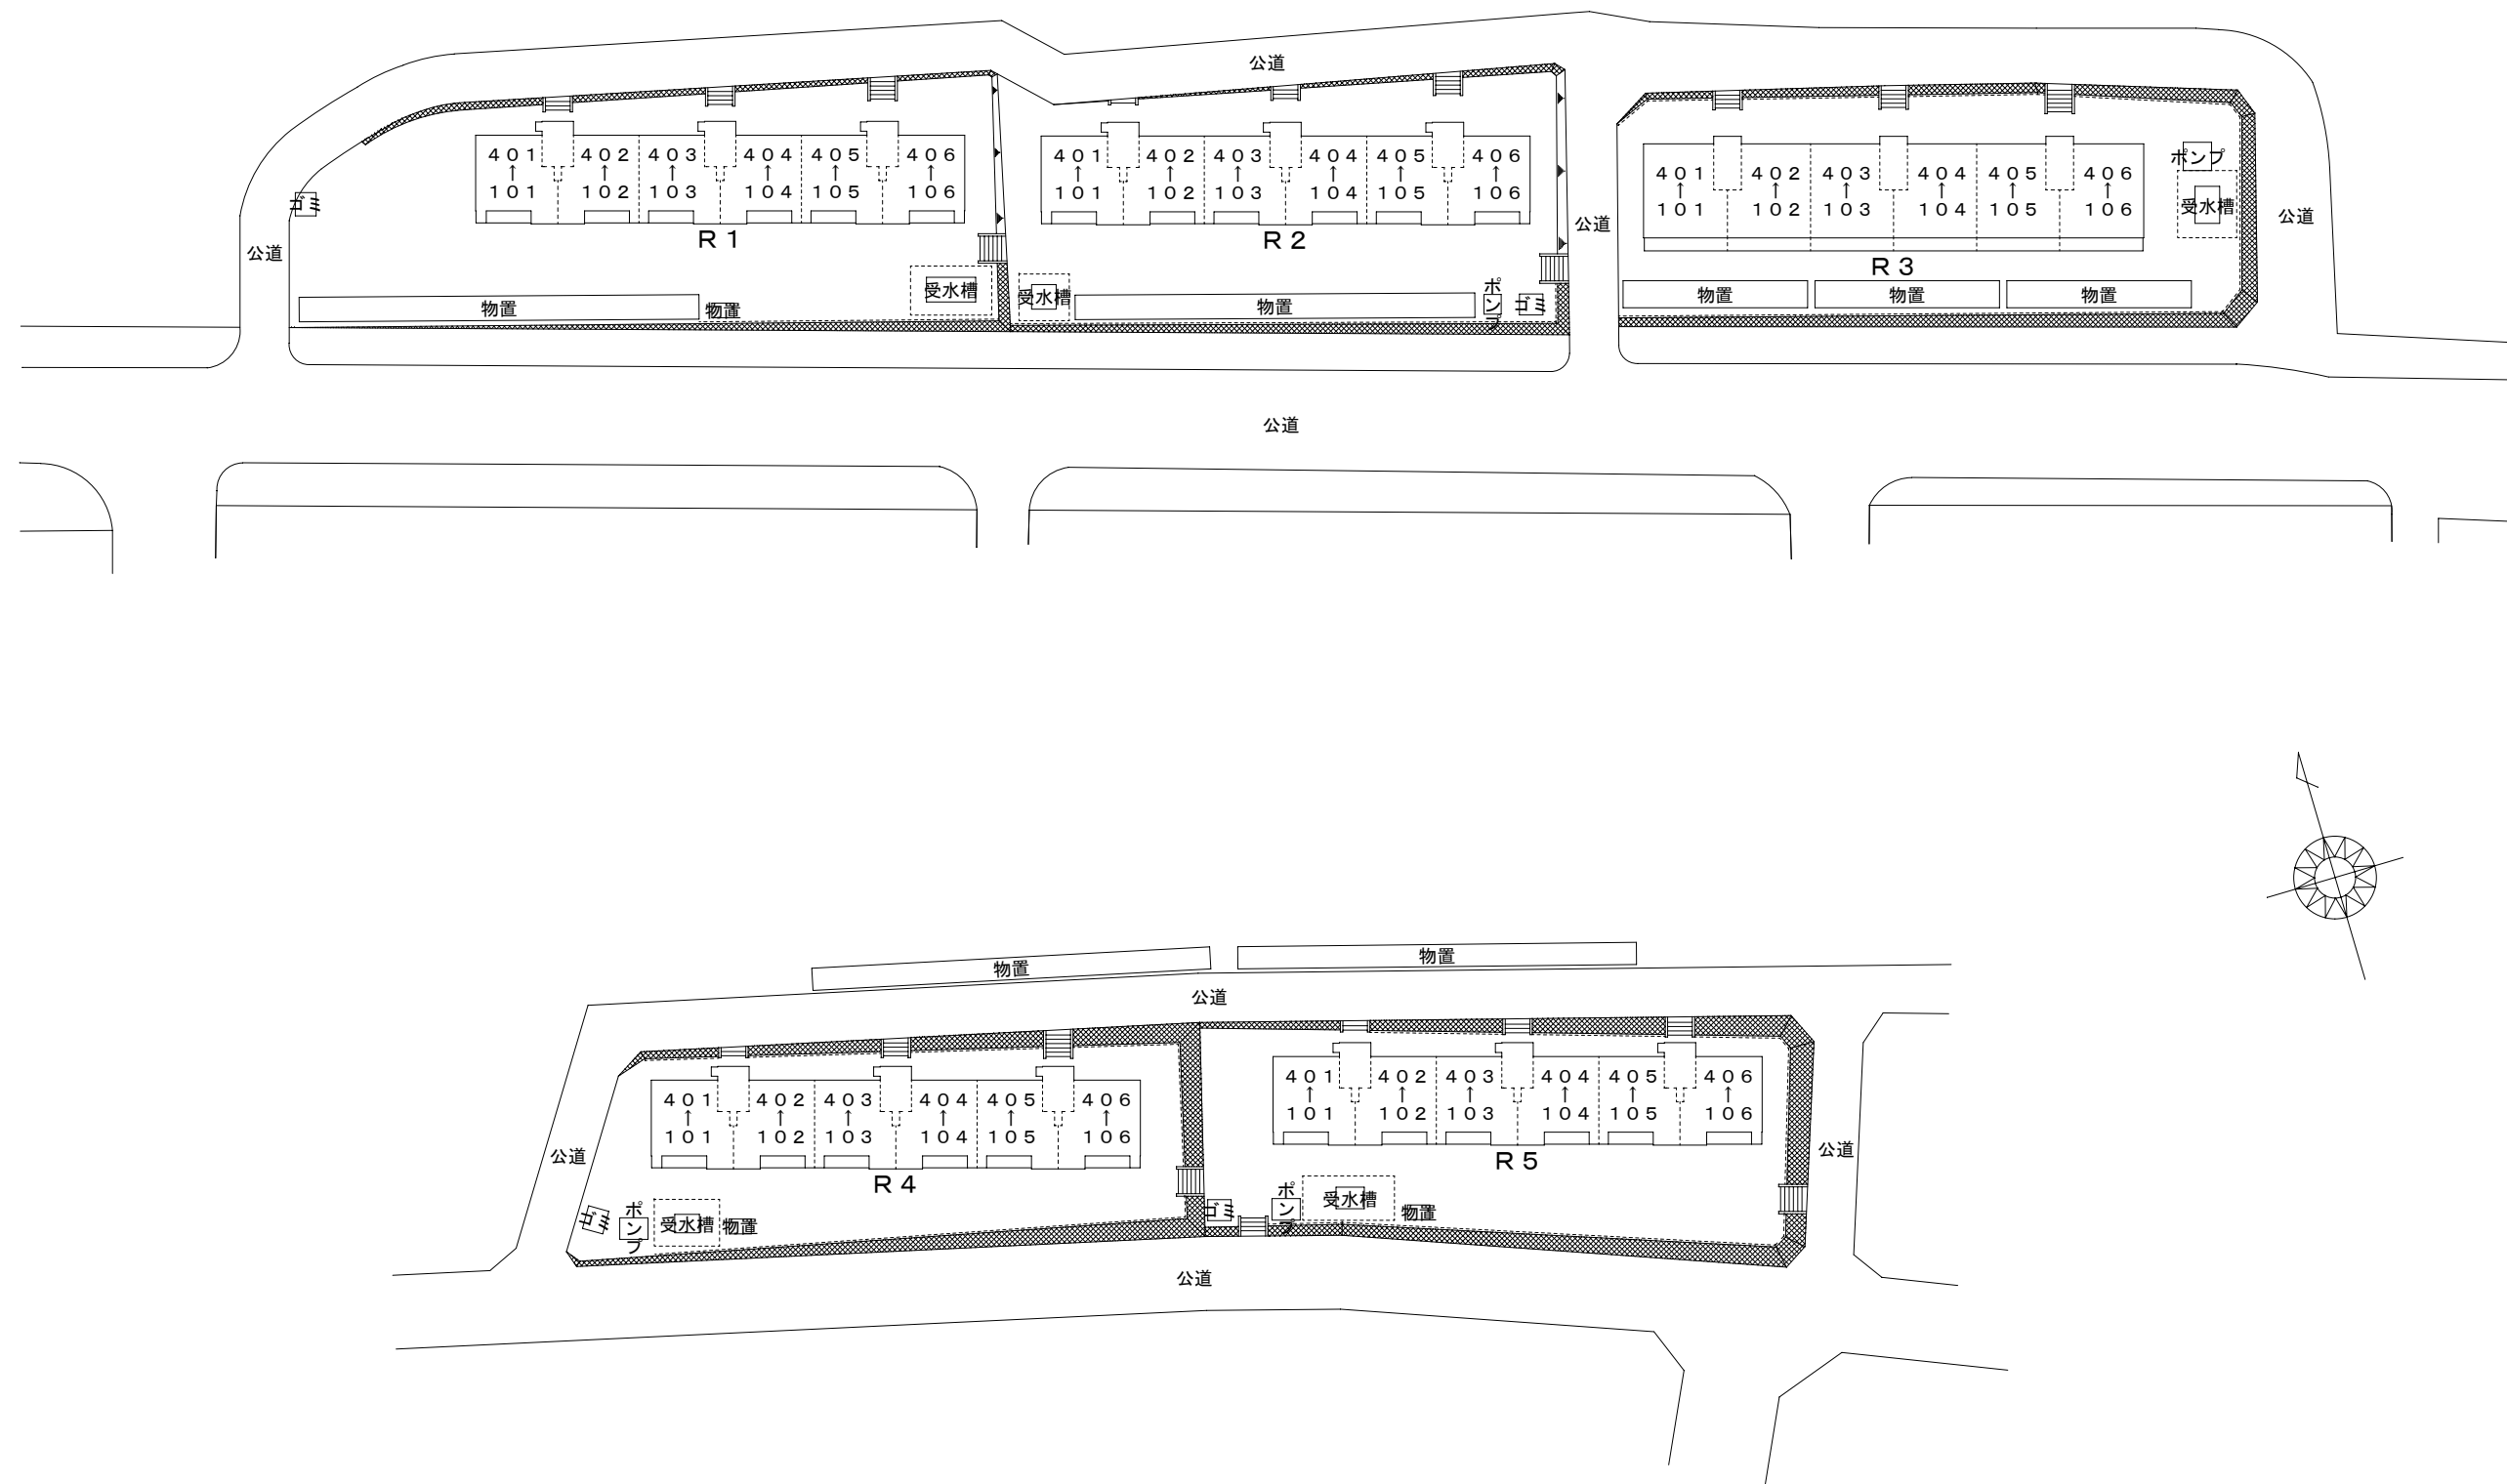 公道
４０１ ４０２ ４０３ ４０４ ４０５ ４０６
↑ ↑ ↑ ↑ ↑ ↑
１０１ １０２ １０３ １０４ １０５ １０６
Ｒ１
ゴミ
公道
物置
物置
受水槽
４０１ ４０２ ４０３ ４０４ ４０５ ４０６
↑ ↑ ↑ ↑ ↑ ↑
１０１ １０２ １０３ １０４ １０５ １０６
Ｒ２
受水槽
物置
ポンプ
ゴミ
公道
４０１ ４０２ ４０３ ４０４ ４０５ ４０６
↑ ↑ ↑ ↑ ↑ ↑
１０１ １０２ １０３ １０４ １０５ １０６
Ｒ３
ポンプ
受水槽
物置
物置
物置
公道
公道
物置
物置
公道
４０１ ４０２ ４０３ ４０４ ４０５ ４０６
↑ ↑ ↑ ↑ ↑ ↑
１０１ １０２ １０３ １０４ １０５ １０６
Ｒ４
公道
ゴミ
ポンプ
受水槽
物置
４０１ ４０２ ４０３ ４０４ ４０５ ４０６
↑ ↑ ↑ ↑ ↑ ↑
１０１ １０２ １０３ １０４ １０５ １０６
Ｒ５
ゴミ
ポンプ
受水槽
物置
公道
公道